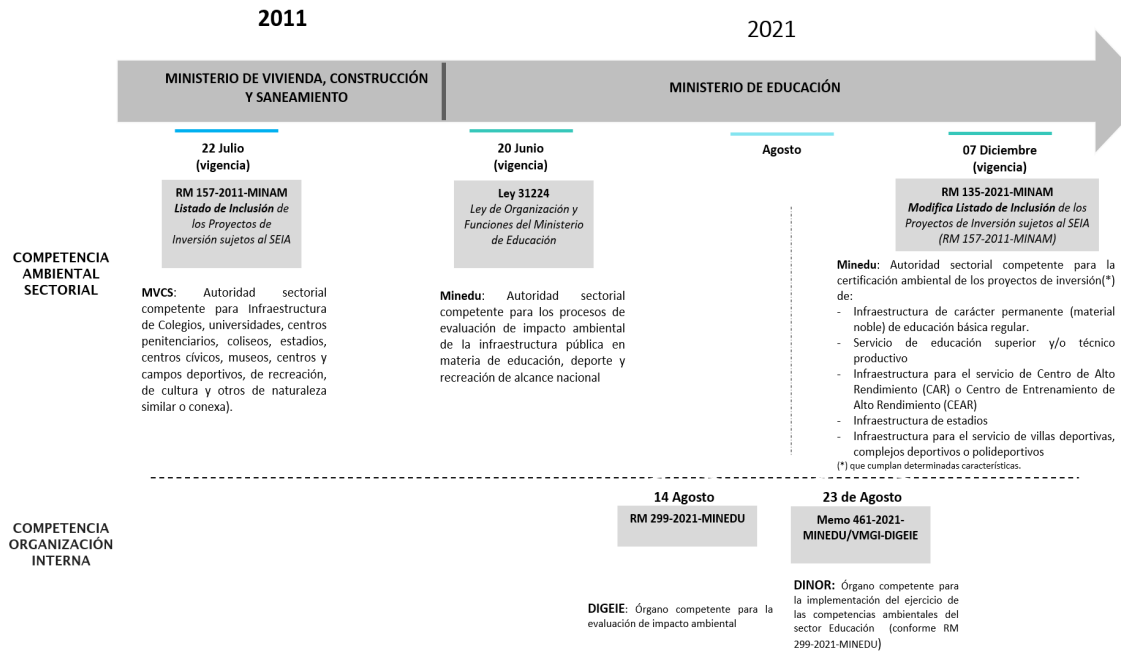 2011
2021
MINISTERIO DE VIVIENDA, CONSTRUCCIÓN
Y SANEAMIENTO
MINISTERIO DE EDUCACIÓN
22 Julio
(vigencia)
20 Junio
(vigencia)
Agosto
07 Diciembre
(vigencia)
COMPETENCIA
AMBIENTAL
SECTORIAL
RM 157-2011-MINAM
Listado de Inclusión de
los Proyectos de
Inversión sujetos al SEIA
MVCS: Autoridad sectorial
competente para Infraestructura
de Colegios, universidades, centros
penitenciarios, coliseos, estadios,
centros cívicos, museos, centros y
campos deportivos, de recreación,
de cultura y otros de naturaleza
similar o conexa).
Ley 31224
Ley de Organización y
Funciones del Ministerio
de Educación
Minedu: Autoridad sectorial
competente para los procesos de
evaluación de impacto ambiental
de la infraestructura pública en
materia de educación, deporte y
recreación de alcance nacional
RM 135-2021-MINAM
Modifica Listado de Inclusión de los
Proyectos de Inversión sujetos al SEIA
(RM 157-2011-MINAM)
Minedu: Autoridad sectorial competente para la
certificación ambiental de los proyectos de inversión(*)
de:
- Infraestructura de carácter permanente (material
noble) de educación básica regular.
- Servicio de educación superior y/o técnico
productivo
- Infraestructura para el servicio de Centro de Alto
Rendimiento (CAR) o Centro de Entrenamiento de
Alto Rendimiento (CEAR)
- Infraestructura de estadios
- Infraestructura para el servicio de villas deportivas,
complejos deportivos o polideportivos
(*) que cumplan determinadas características.
COMPETENCIA
ORGANIZACIÓN
INTERNA
14 Agosto
RM 299-2021-MINEDU
DIGEIE: Órgano competente para la
evaluación de impacto ambiental
23 de Agosto
Memo 461-2021-
MINEDU/VMGI-DIGEIE
DINOR: Órgano competente para
la implementación del ejercicio de
las competencias ambientales del
sector Educación (conforme RM
299-2021-MINEDU)